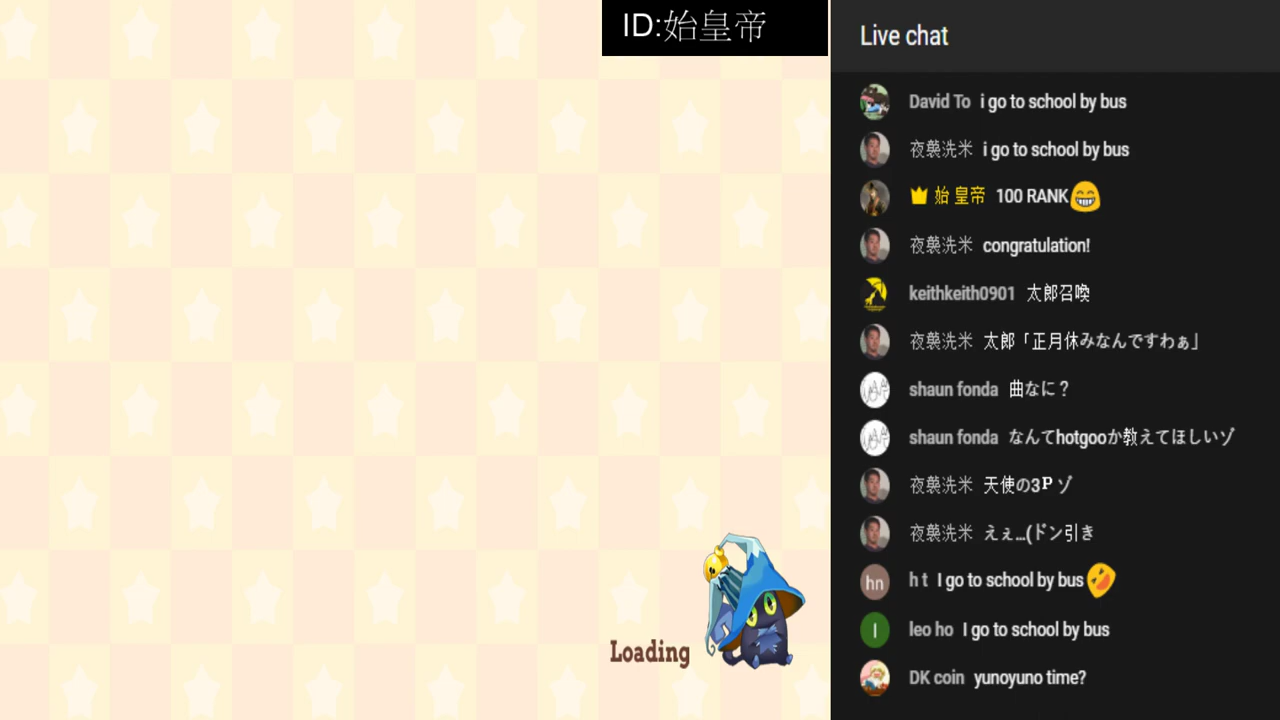 ID:始皇帝
Live chat
David To i go to school by bus
夜襲洗米 i go to school by bus
始 皇帝 100 RANK😁
夜襲洗米 congratulation!
keithkeith0901 太郎召喚
夜襲洗米 太郎「正月休みなんですわぁ」
shaun fonda 曲なに？
shaun fonda なんてhotgooか教えてほしいゾ
夜襲洗米 天使の3Pゾ
夜襲洗米 えぇ...(ドン引き
hn
h t I go to school by bus🤣
l
leo ho I go to school by bus
DK coin yunoyuno time?
Loading